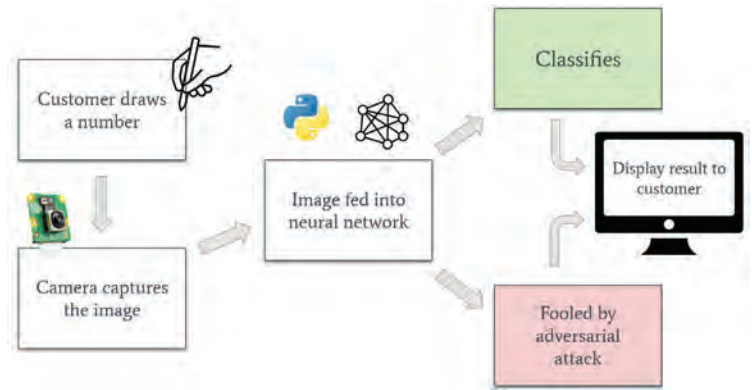 Customer draws
a number
Camera captures
the image
Image fed into
neural network
Classifies
Fooled by
adversarial
attack
Display result to
customer